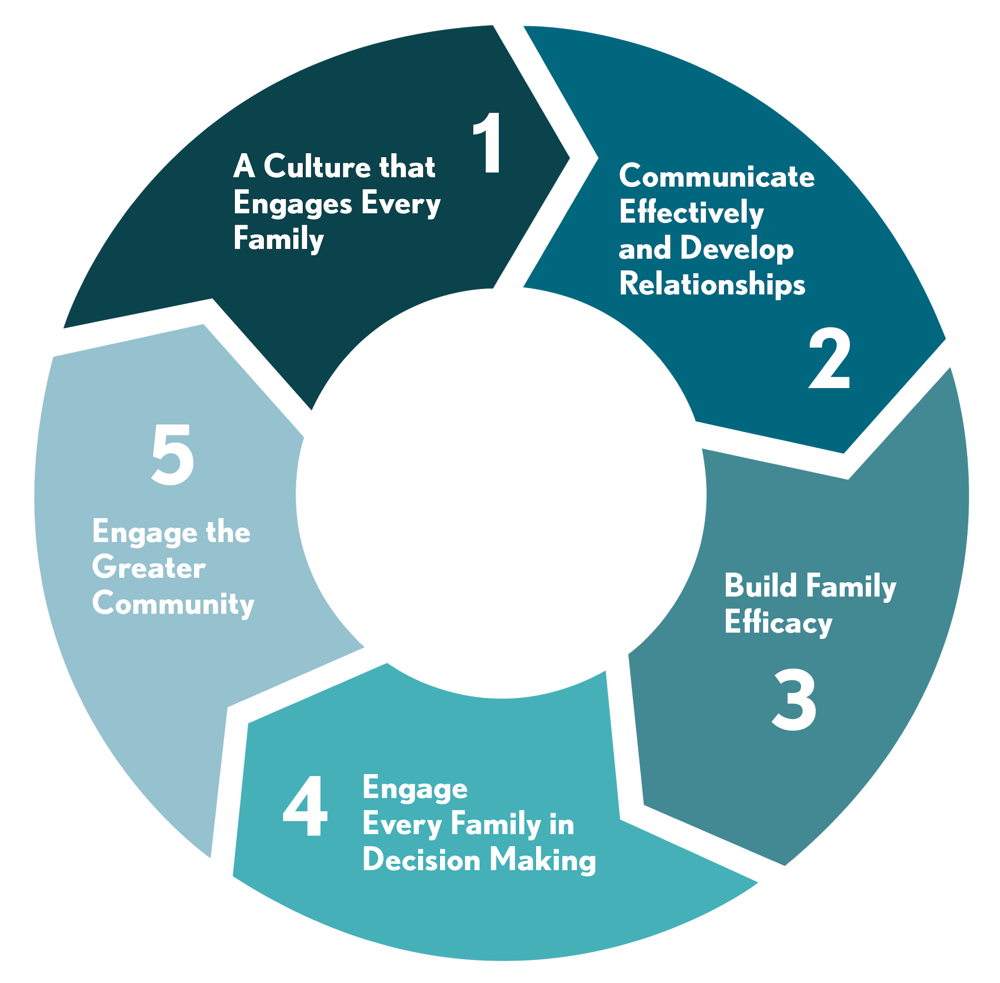 1
A Culture that
Engages Every
Family
Communicate
Effectively
and Develop
Relationships
2
Build Family
Efficacy
3
4
Engage
Every Family in
Decision Making
5
Engage the
Greater
Community